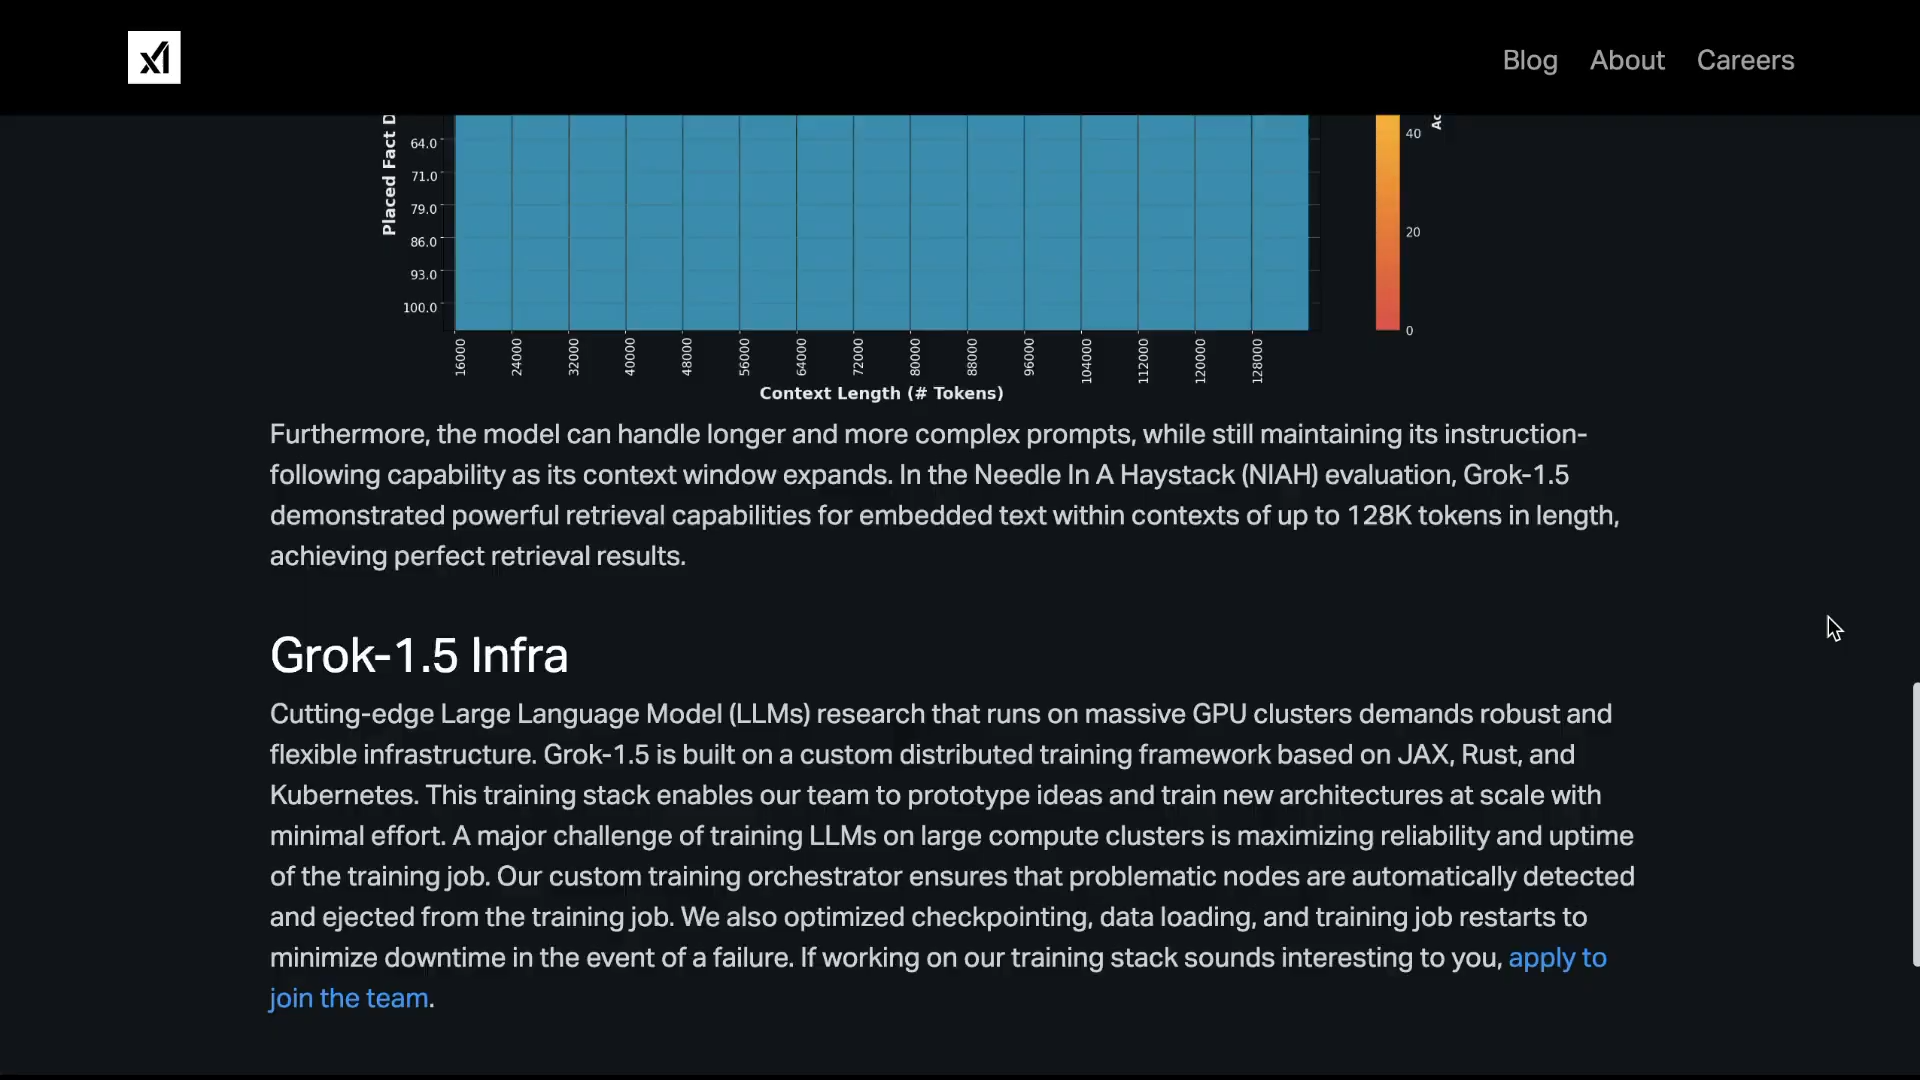 xI
Blog About Careers
Placed Fact D
64.0
71.0
79.0
86.0
93.0
100.0
40
20
0
Ac
16000 24000 32000 40000 48000 56000 64000 72000 80000 88000 96000 104000 112000 120000 128000
Context Length (# Tokens)
Furthermore, the model can handle longer and more complex prompts, while still maintaining its instruction-
following capability as its context window expands. In the Needle In A Haystack (NIAH) evaluation, Grok-1.5
demonstrated powerful retrieval capabilities for embedded text within contexts of up to 128K tokens in length,
achieving perfect retrieval results.
Grok-1.5 Infra
Cutting-edge Large Language Model (LLMs) research that runs on massive GPU clusters demands robust and
flexible infrastructure. Grok-1.5 is built on a custom distributed training framework based on JAX, Rust, and
Kubernetes. This training stack enables our team to prototype ideas and train new architectures at scale with
minimal effort. A major challenge of training LLMs on large compute clusters is maximizing reliability and uptime
of the training job. Our custom training orchestrator ensures that problematic nodes are automatically detected
and ejected from the training job. We also optimized checkpointing, data loading, and training job restarts to
minimize downtime in the event of a failure. If working on our training stack sounds interesting to you, apply to
join the team.